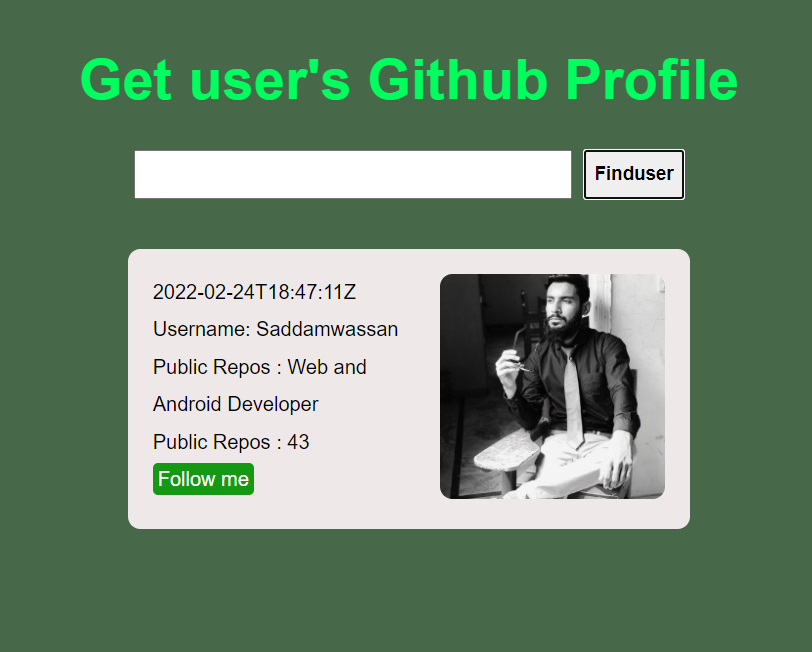 Get user's Github Profile
Finduser
2022-02-24T18:47:11Z
Username: Saddamwassan
Public Repos : Web and
Android Developer
Public Repos : 43
Follow me